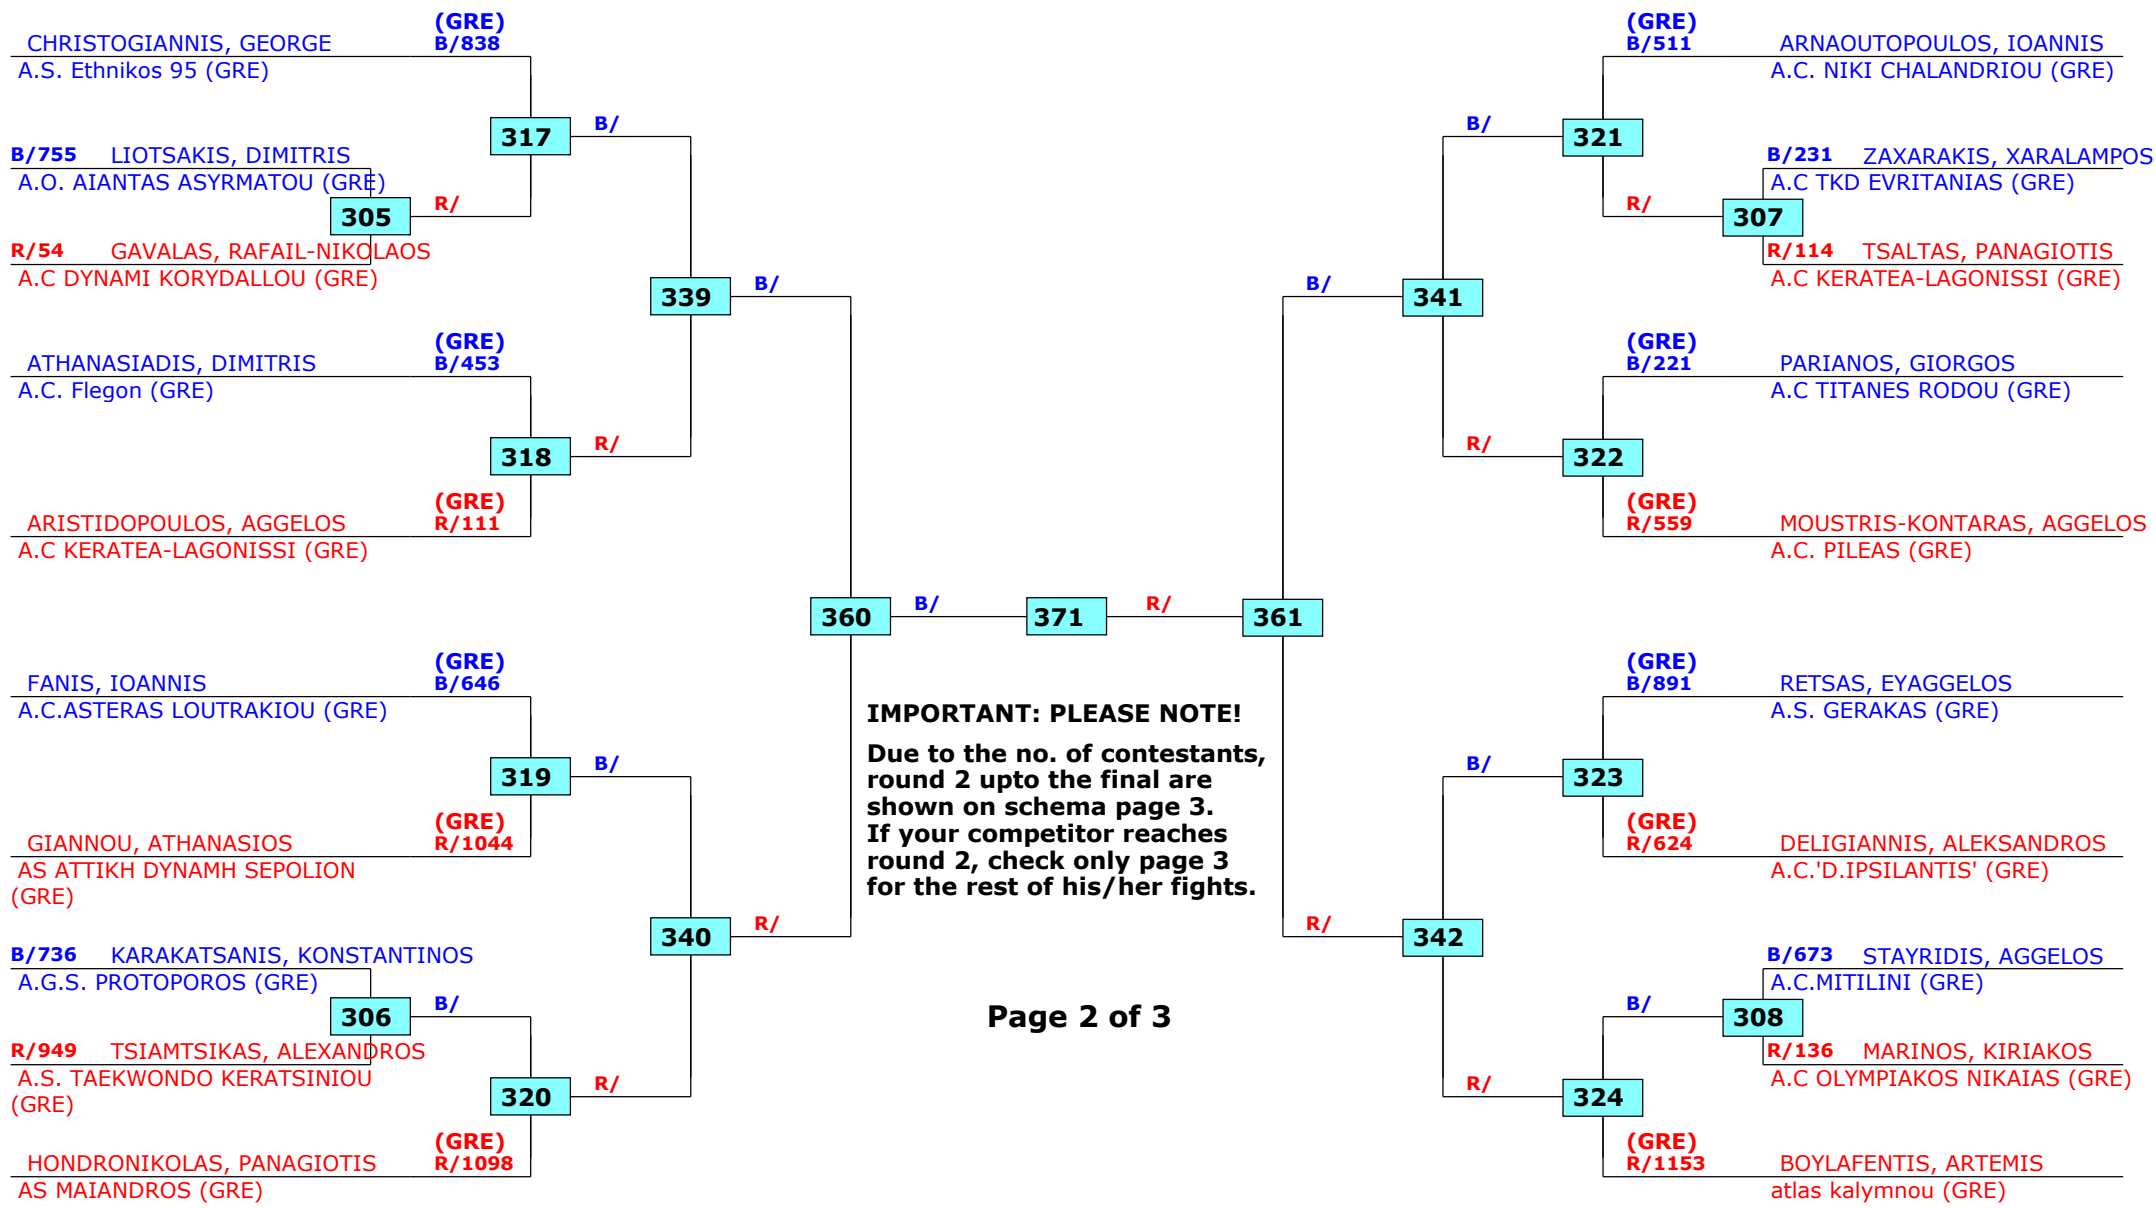 (GRE)
CHRISTOGIANNIS, GEORGE B/838
A.S. Ethnikos 95 (GRE)
317
B/
B/755 LIOTSAKIS, DIMITRIS
A.O. AIANTAS ASYRMATOU (GRE)
305
R/
R/54 GAVALAS, RAFAIL-NIKOLAOS
A.C DYNAMI KORYDALLOU (GRE)
339
B/
(GRE)
ATHANASIADIS, DIMITRIS B/453
A.C. Flegon (GRE)
318
R/
(GRE)
ARISTIDOPOULOS, AGGELOS R/111
A.C KERATEA-LAGONISSI (GRE)
360
B/
371
R/
361
(GRE)
FANIS, IOANNIS B/646
A.C.ASTERAS LOUTRAKIOU (GRE)
319
B/
(GRE)
GIANNOU, ATHANASIOS R/1044
AS ATTIKH DYNAMH SEPOLION
(GRE)
340
R/
B/736 KARAKATSANIS, KONSTANTINOS
A.G.S. PROTOPOROS (GRE)
306
B/
R/949 TSIAMTSIKAS, ALEXANDROS
A.S. TAEKWONDO KERATSINIOU
(GRE)
320
R/
(GRE)
HONDRONIKOLAS, PANAGIOTIS R/1098
AS MAIANDROS (GRE)
IMPORTANT: PLEASE NOTE!
Due to the no. of contestants,
round 2 upto the final are
shown on schema page 3.
If your competitor reaches
round 2, check only page 3
for the rest of his/her fights.
Page 2 of 3
(GRE)
B/511 ARNAOUTOPOULOS, IOANNIS
A.C. NIKI CHALANDRIOU (GRE)
B/
321
B/231 ZAXARAKIS, XARALAMPOS
A.C TKD EVRITANIAS (GRE)
R/
307
R/114 TSALTAS, PANAGIOTIS
A.C KERATEA-LAGONISSI (GRE)
B/
341
(GRE)
B/221 PARIANOS, GIORGOS
A.C TITANES RODOU (GRE)
R/
322
(GRE)
R/559 MOUSTRIS-KONTARAS, AGGELOS
A.C. PILEAS (GRE)
(GRE)
B/891 RETSAS, EYAGGELOS
A.S. GERAKAS (GRE)
B/
323
(GRE)
R/624 DELIGIANNIS, ALEKSANDROS
A.C.'D.IPSILANTIS' (GRE)
R/
342
B/673 STAYRIDIS, AGGELOS
A.C.MITILINI (GRE)
B/
308
R/136 MARINOS, KIRIAKOS
A.C OLYMPIAKOS NIKAIAS (GRE)
R/
324
(GRE)
R/1153 BOYLAFENTIS, ARTEMIS
atlas kalymnou (GRE)